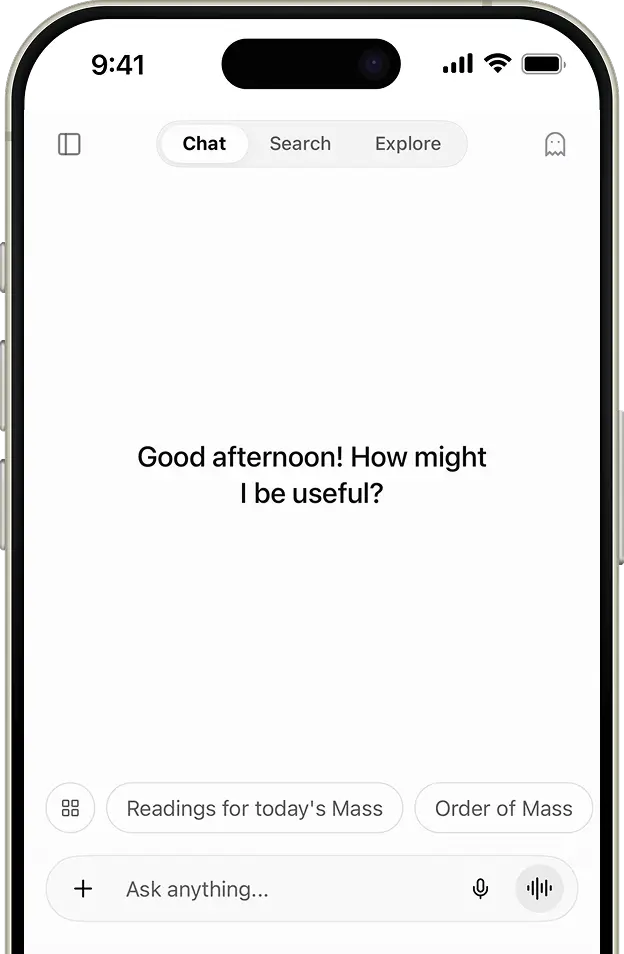 9:41
Chat Search Explore
Good afternoon! How might
I be useful?
Readings for today's Mass Order of Mass
Ask anything...